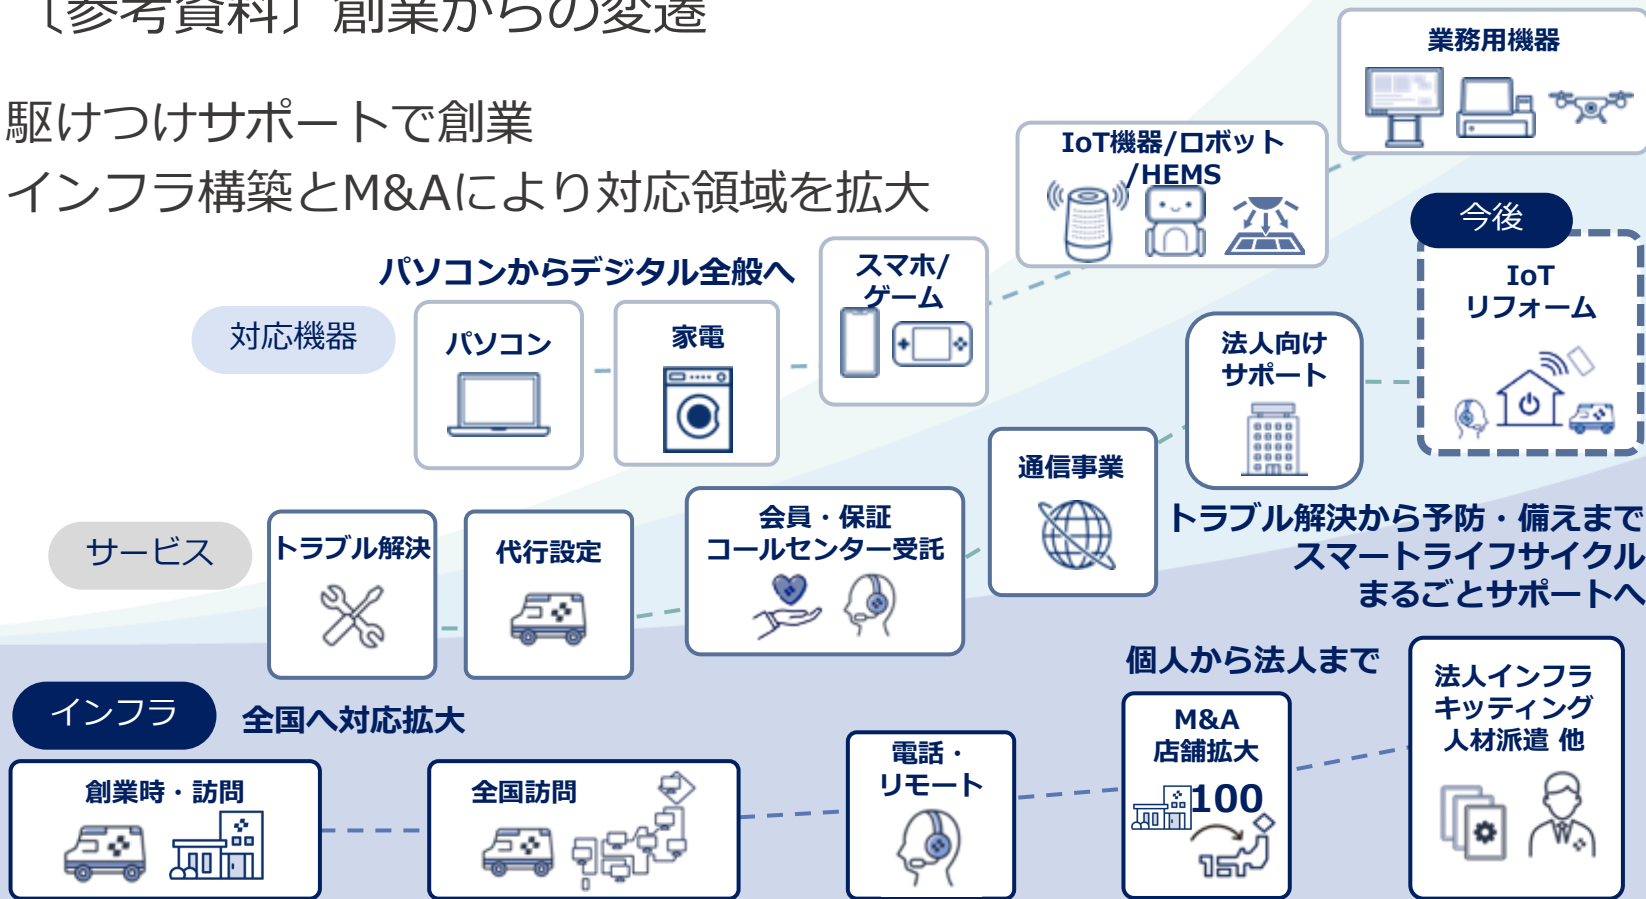 〔参考資料〕創業からの変遷
駆けつけサポートで創業
インフラ構築とM&Aにより対応領域を拡大
業務用機器
IoT機器/ロボット
/HEMS
今後
IoT
リフォーム
パソコンからデジタル全般へ
スマホ/
ゲーム
対応機器
パソコン
家電
法人向け
サポート
通信事業
サービス
トラブル解決
代行設定
会員・保証
コールセンター受託
トラブル解決から予防・備えまで
スマートライフサイクル
まるごとサポートへ
個人から法人まで
インフラ
全国へ対応拡大
創業時・訪問
全国訪問
電話・
リモート
M&A
店舗拡大
100
15
法人インフラ
キッティング
人材派遣 他